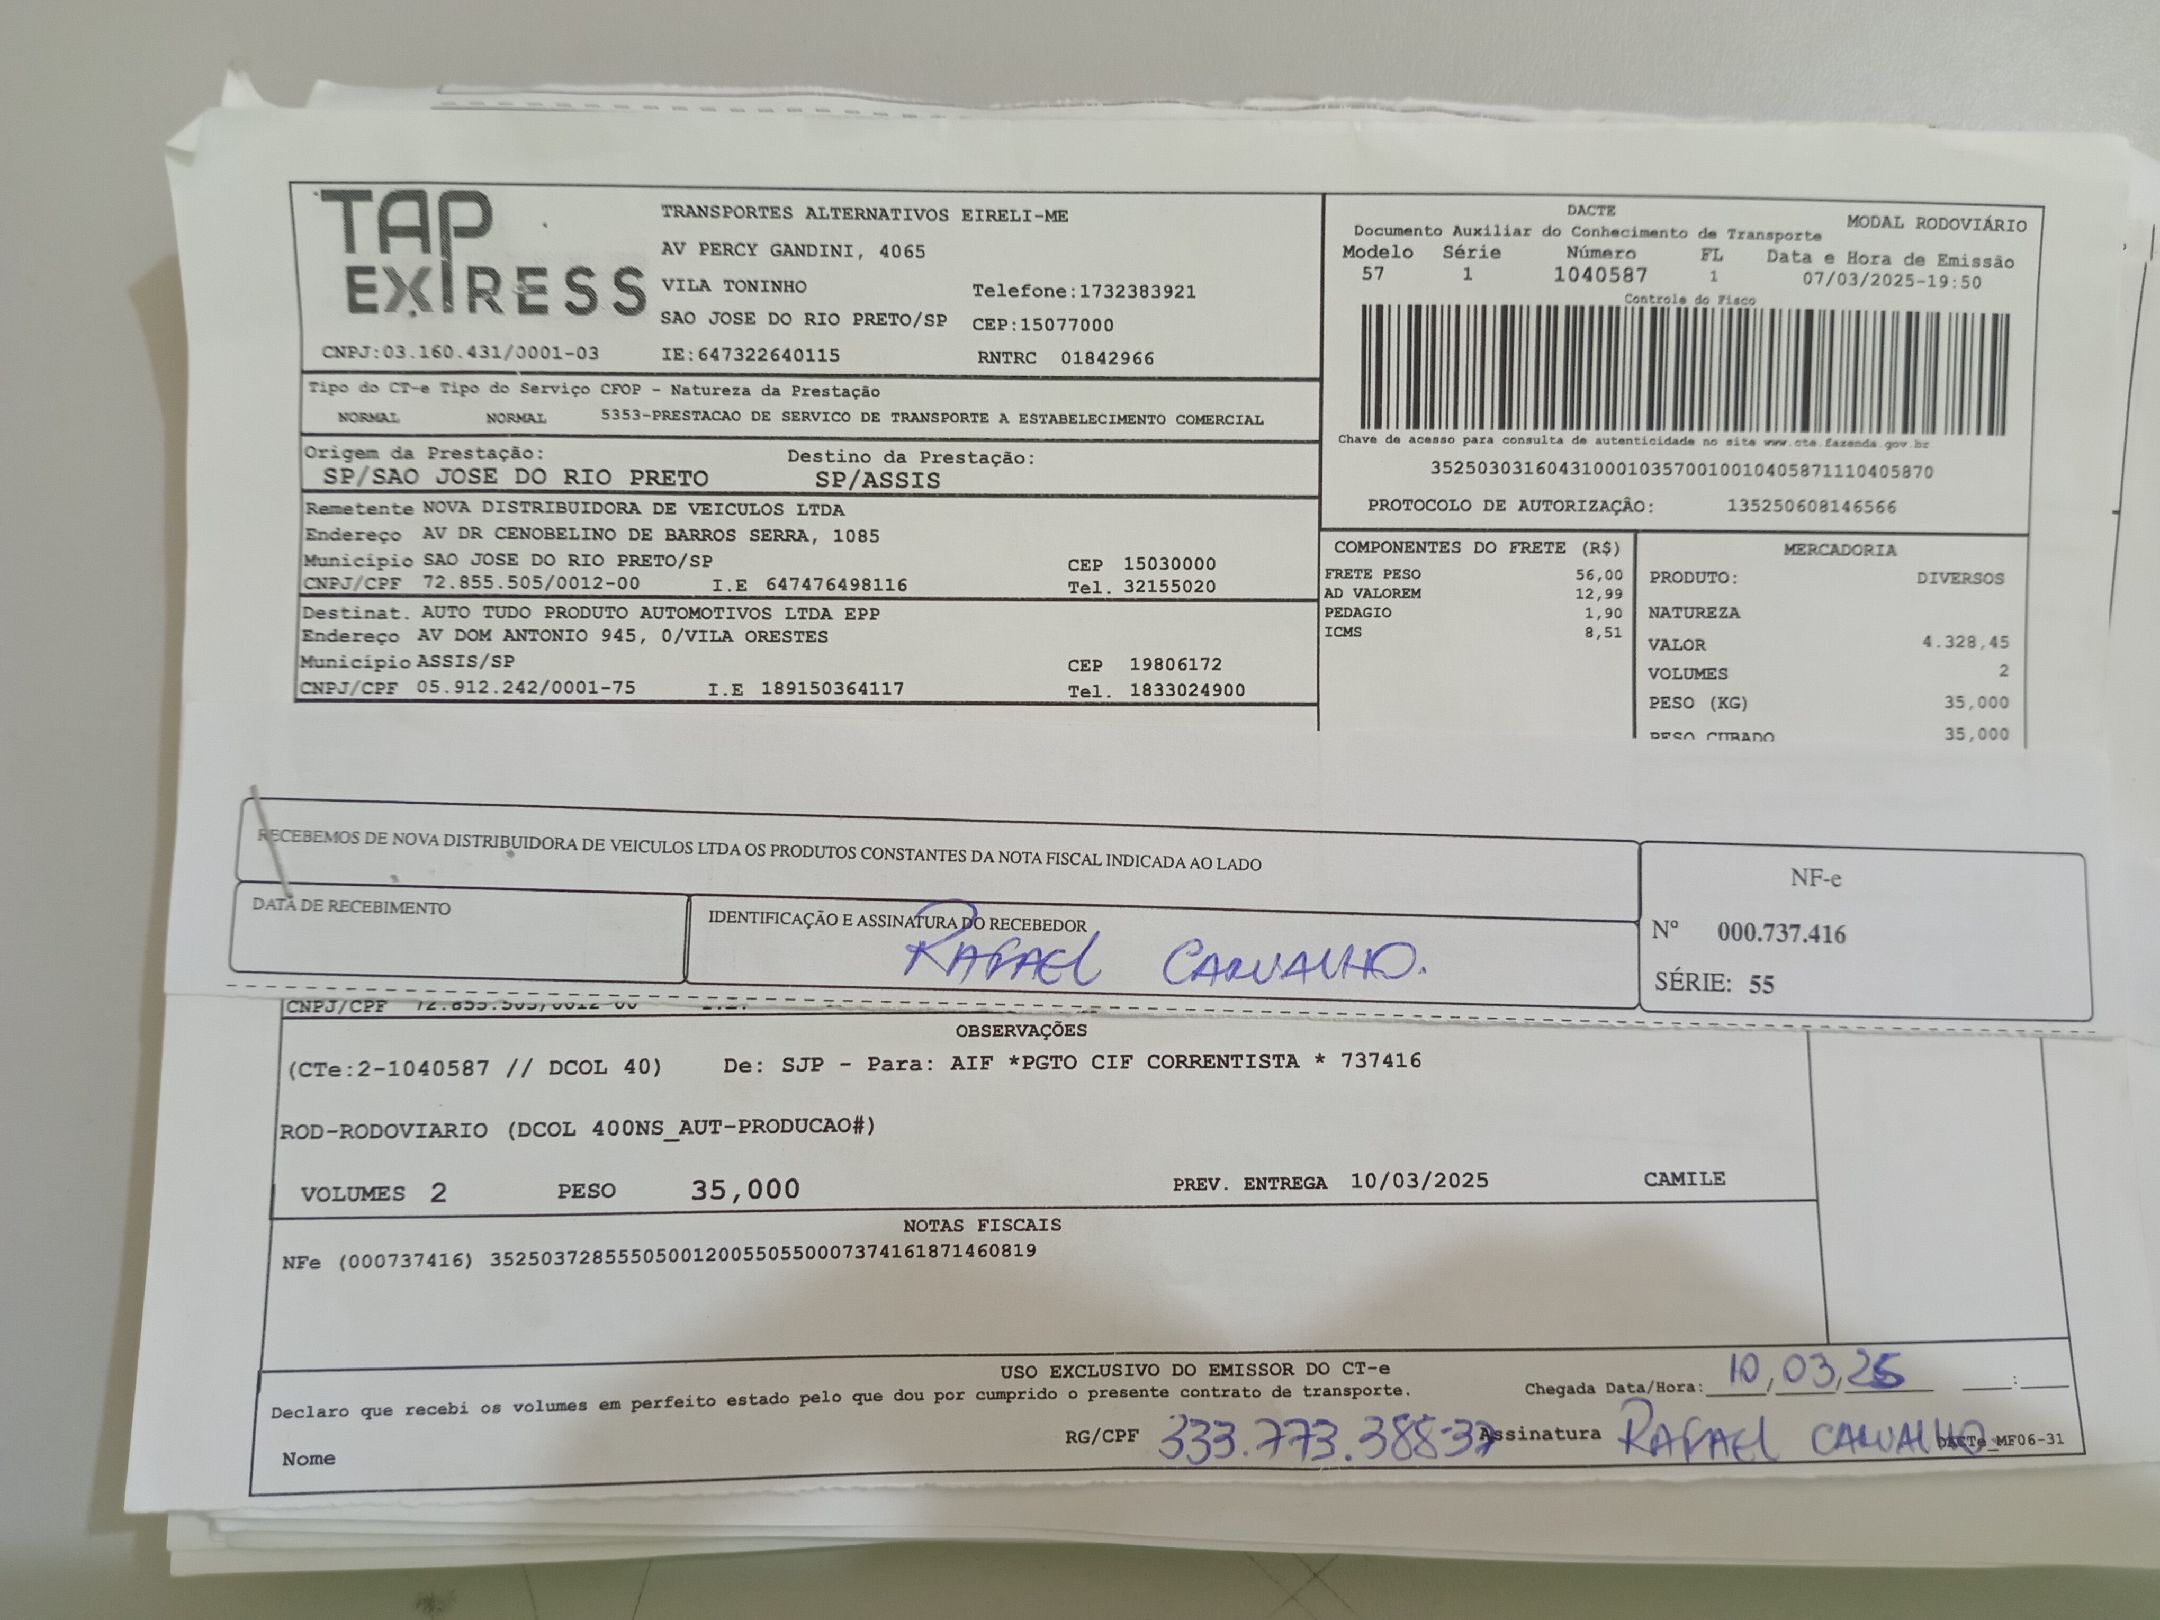 TAP
EXPRESS
TRANSPORTES ALTERNATIVOS EIRELI-ME
AV PERCY GANDINI, 4065
VILA TONINHO Telefone:1732383921
SAO JOSE DO RIO PRETO/SP CEP:15077000
CNPJ:03.160.431/0001-03 IE:647322640115 RNTRC 01842966
DACTE MODAL RODOVIÁRIO
Documento Auxiliar do Conhecimento de Transporte
Modelo Série Número FL Data e Hora de Emissão
57 1 1040587 1 07/03/2025-19:50
Controle do Fisco
Chave de acesso para consulta de autenticidade no site www.cte.fazenda.gov.br
35250303160431000103570010010405871110405870
PROTOCOLO DE AUTORIZAÇÃO: 135250608146566
Tipo do CT-e Tipo do Serviço CFOP - Natureza da Prestação
NORMAL NORMAL 5353-PRESTACAO DE SERVICO DE TRANSPORTE A ESTABELECIMENTO COMERCIAL
Origem da Prestação: Destino da Prestação:
SP/SAO JOSE DO RIO PRETO SP/ASSIS
Remetente NOVA DISTRIBUIDORA DE VEICULOS LTDA
Endereço AV DR CENOBELINO DE BARROS SERRA, 1085
Município SAO JOSE DO RIO PRETO/SP CEP 15030000
CNPJ/CPF 72.855.505/0012-00 I.E 647476498116 Tel. 32155020
Destinat. AUTO TUDO PRODUTO AUTOMOTIVOS LTDA EPP
Endereço AV DOM ANTONIO 945, 0/VILA ORESTES
Município ASSIS/SP CEP 19806172
CNPJ/CPF 05.912.242/0001-75 I.E 189150364117 Tel. 1833024900
COMPONENTES DO FRETE (R$)
FRETE PESO 56,00
AD VALOREM 12,99
PEDAGIO 1,90
ICMS 8,51
MERCADORIA
PRODUTO: DIVERSOS
NATUREZA
VALOR 4.328,45
VOLUMES 2
PESO (KG) 35,000
PESO CUBADO 35,000
RECEBEMOS DE NOVA DISTRIBUIDORA DE VEICULOS LTDA OS PRODUTOS CONSTANTES DA NOTA FISCAL INDICADA AO LADO
DATA DE RECEBIMENTO
IDENTIFICAÇÃO E ASSINATURA DO RECEBEDOR
RAFAEL CARVALHO.
NF-e
Nº 000.737.416
SÉRIE: 55
CNPJ/CPF 72.855.505/0012-00
OBSERVAÇÕES
(CTe:2-1040587 // DCOL 40) De: SJP - Para: AIF *PGTO CIF CORRENTISTA * 737416
ROD-RODOVIARIO (DCOL 400NS_AUT-PRODUCAO#)
VOLUMES 2 PESO 35,000 PREV. ENTREGA 10/03/2025 CAMILE
NOTAS FISCAIS
NFe (000737416) 35250372855505001200550550007374161871460819
USO EXCLUSIVO DO EMISSOR DO CT-e
Declaro que recebi os volumes em perfeito estado pelo que dou por cumprido o presente contrato de transporte.
Chegada Data/Hora: 10/03/25 :
Nome RG/CPF 333.773.388-37 Assinatura RAFAEL CARVALHO DACTe_MF06-31